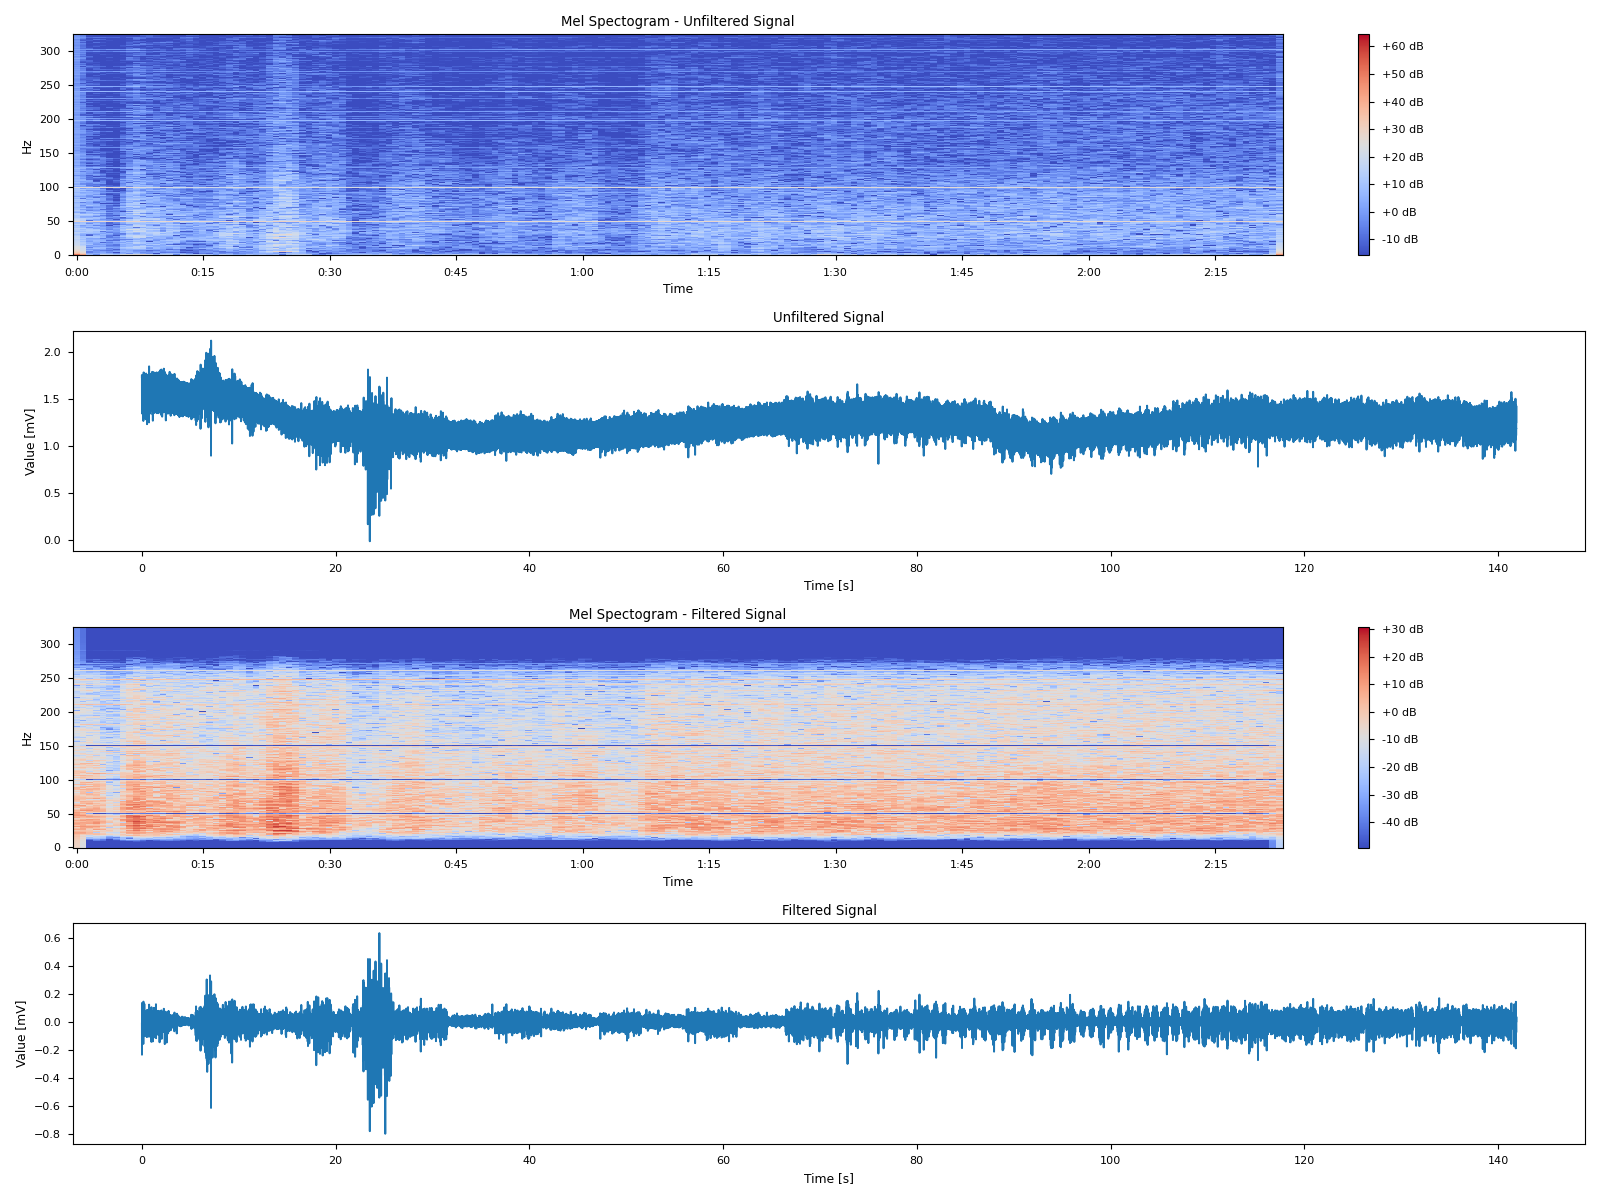 Mel Spectogram - Unfiltered Signal
Hz
300
250
200
150
100
50
0
0:00 0:15 0:30 0:45 1:00 1:15 1:30 1:45 2:00 2:15
Time
+60 dB
+50 dB
+40 dB
+30 dB
+20 dB
+10 dB
+0 dB
-10 dB
Unfiltered Signal
Value [mV]
2.0
1.5
1.0
0.5
0.0
0 20 40 60 80 100 120 140
Time [s]
Mel Spectogram - Filtered Signal
Hz
300
250
200
150
100
50
0
0:00 0:15 0:30 0:45 1:00 1:15 1:30 1:45 2:00 2:15
Time
+30 dB
+20 dB
+10 dB
+0 dB
-10 dB
-20 dB
-30 dB
-40 dB
Filtered Signal
Value [mV]
0.6
0.4
0.2
0.0
−0.2
−0.4
−0.6
−0.8
0 20 40 60 80 100 120 140
Time [s]